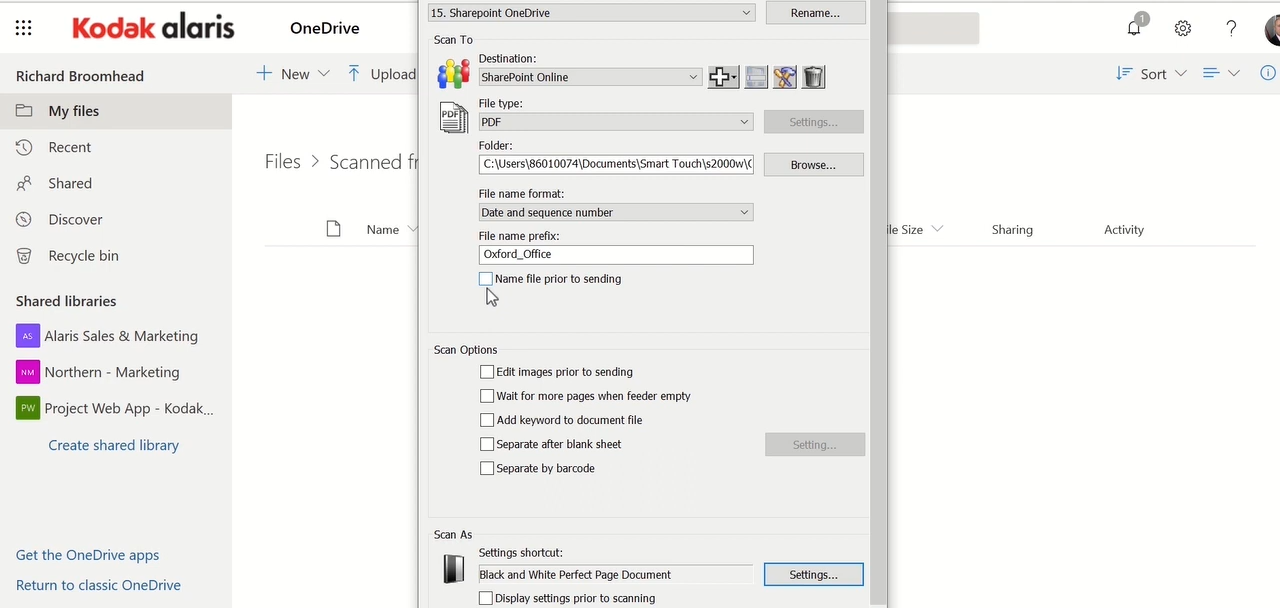 Kodak alaris
OneDrive
1
Richard Broomhead
My files
Recent
Shared
Discover
Recycle bin
Shared libraries
AS Alaris Sales & Marketing
NM Northern - Marketing
PW Project Web App - Kodak...
Create shared library
Get the OneDrive apps
Return to classic OneDrive
New
Upload
Sort
Files > Scanned fr
Name
ile Size
Sharing
Activity
15. Sharepoint OneDrive
Rename...
Scan To
Destination:
SharePoint Online
File type:
PDF
PDF
Settings...
Folder:
C:\Users\86010074\Documents\Smart Touch\s2000w\
Browse...
File name format:
Date and sequence number
File name prefix:
Oxford_Office
Name file prior to sending
Scan Options
Edit images prior to sending
Wait for more pages when feeder empty
Add keyword to document file
Separate after blank sheet
Setting...
Separate by barcode
Scan As
Settings shortcut:
Black and White Perfect Page Document
Settings...
Display settings prior to scanning